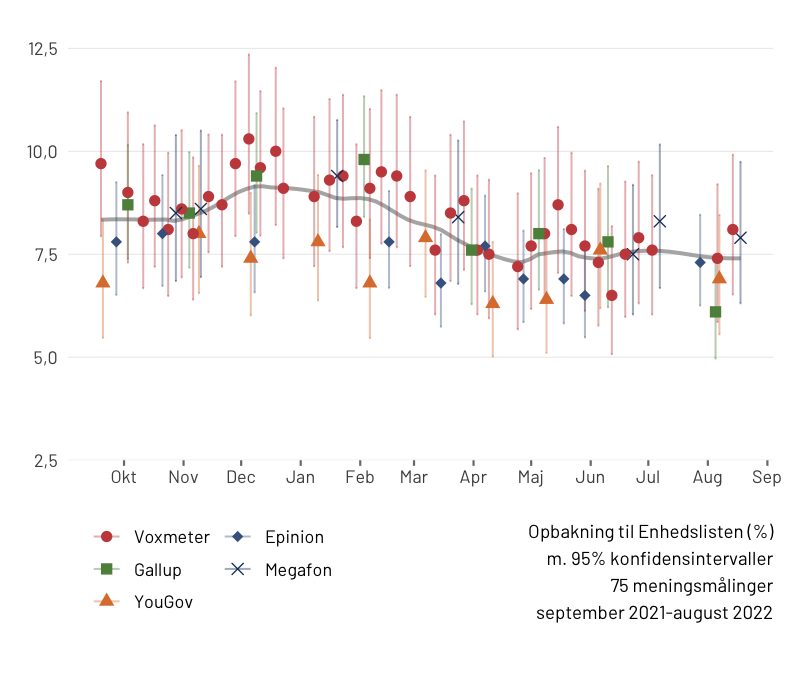 12,5
10,0
7,5
5,0
2,5
Okt Nov Dec Jan Feb Mar Apr Maj Jun Jul Aug Sep
Voxmeter Epinion
Gallup Megafon
YouGov
Opbakning til Enhedslisten (%)
m. 95% konfidensintervaller
75 meningsmålinger
september 2021-august 2022